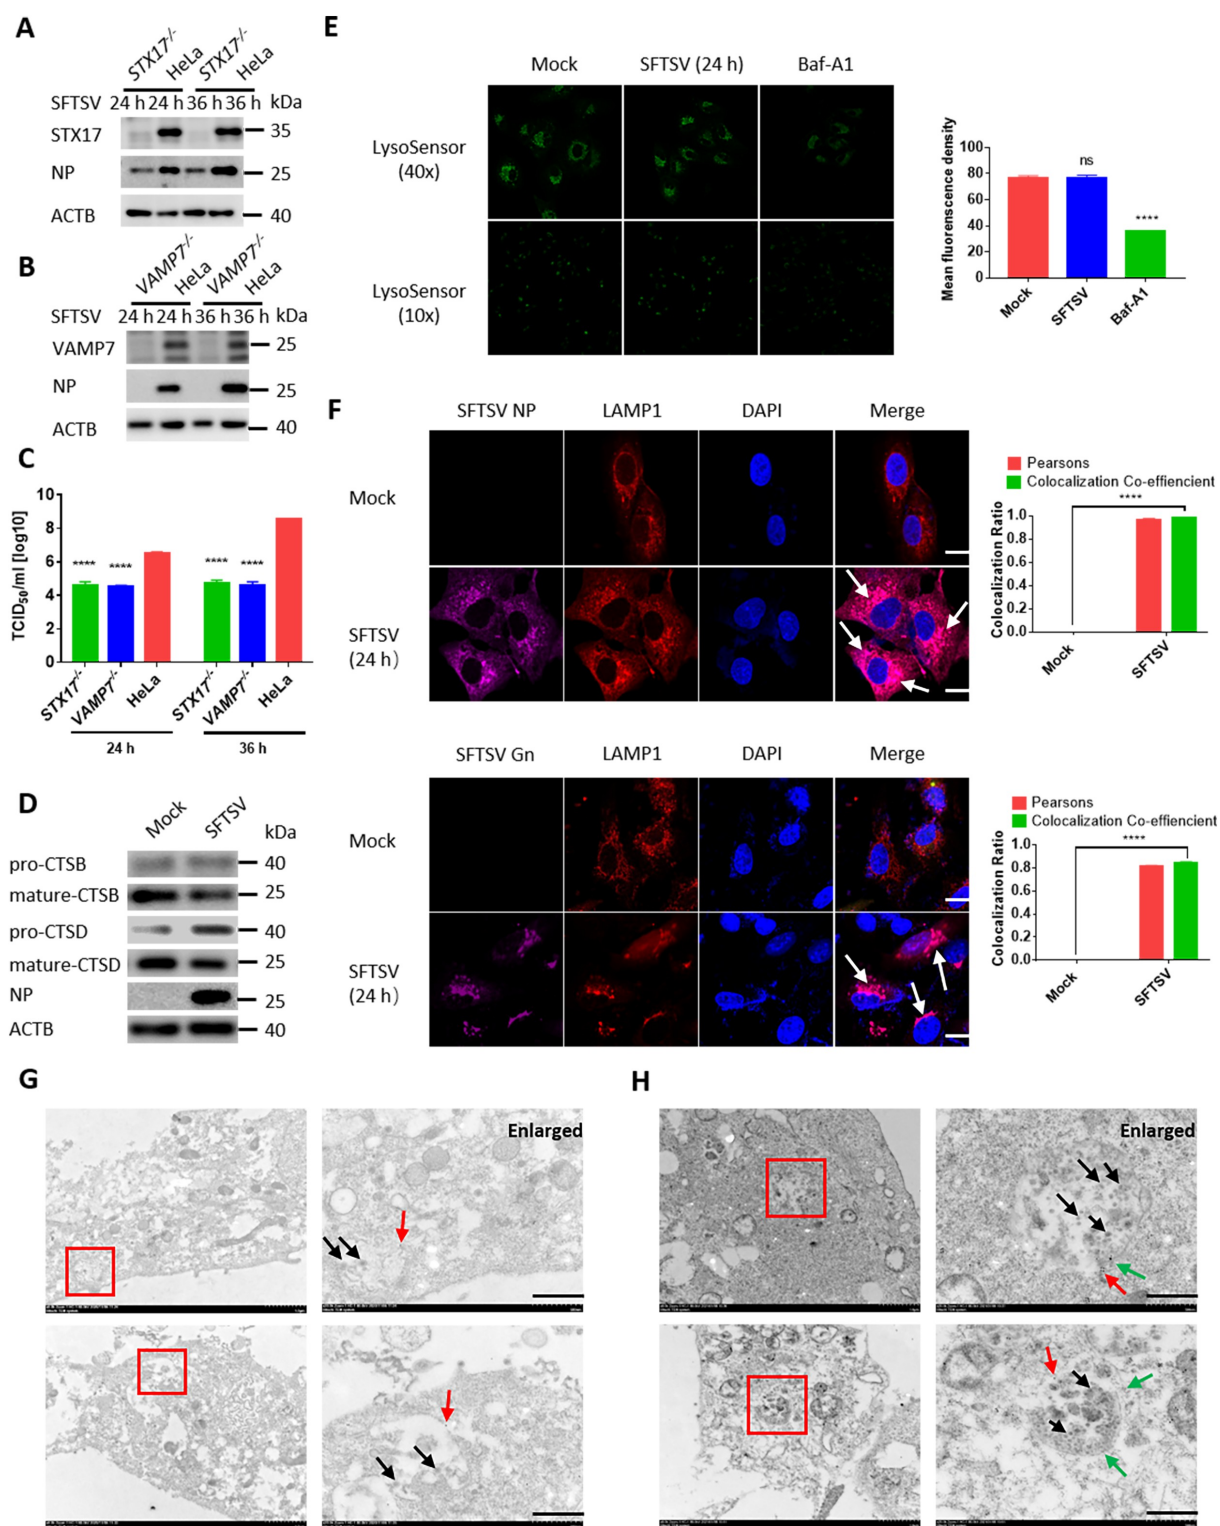 A
STX17-/-
HeLa
STX17-/-
HeLa
SFTSV 24 h 24 h 36 h 36 h kDa
STX17 35
NP 25
ACTB 40
B
VAMP7-/-
HeLa
VAMP7-/-
HeLa
SFTSV 24 h 24 h 36 h 36 h kDa
VAMP7 25
NP 25
ACTB 40
C
TCID50/ml [log10]
10
8
6
4
2
0
**** **** **** ****
STX17-/- VAMP7-/- HeLa STX17-/- VAMP7-/- HeLa
24 h 36 h
D
Mock SFTSV kDa
pro-CTSB 40
mature-CTSB 25
pro-CTSD 40
mature-CTSD 25
NP 25
ACTB 40
E
Mock SFTSV (24 h) Baf-A1
LysoSensor
(40x)
LysoSensor
(10x)
Mean fluorenscence density
100
80
60
40
20
0
ns
****
Mock SFTSV Baf-A1
F
SFTSV NP LAMP1 DAPI Merge
Mock
SFTSV
(24 h)
Pearsons
Colocalization Co-effiencient
****
Colocalization Ratio
1.0
0.8
0.6
0.4
0.2
0.0
Mock SFTSV
SFTSV Gn LAMP1 DAPI Merge
Mock
SFTSV
(24 h)
Pearsons
Colocalization Co-effiencient
****
Colocalization Ratio
1.0
0.8
0.6
0.4
0.2
0.0
Mock SFTSV
G
Enlarged
H
Enlarged